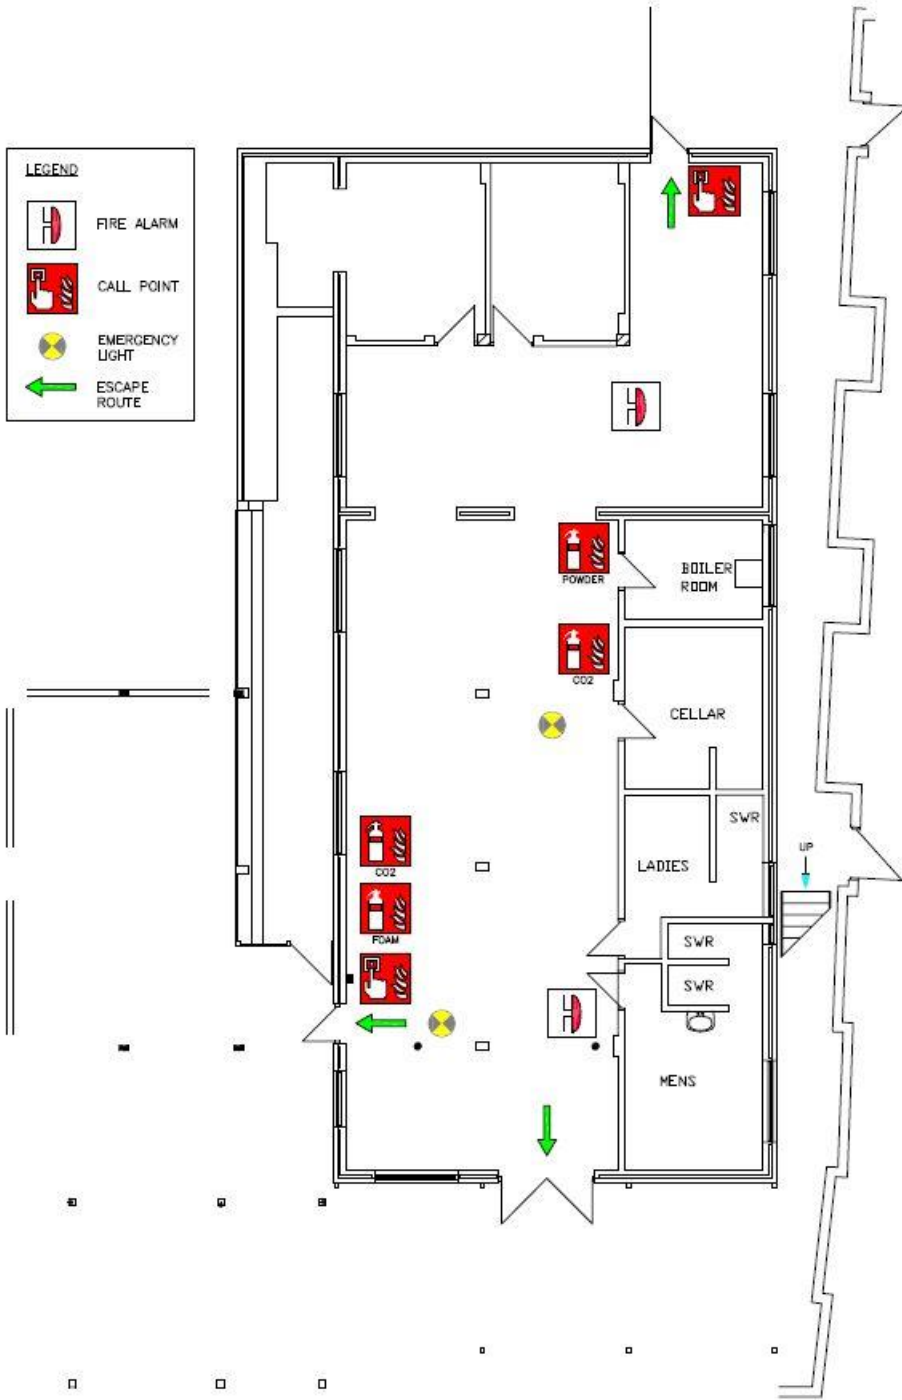 LEGEND
FIRE ALARM
CALL POINT
EMERGENCY
LIGHT
ESCAPE
ROUTE
POWDER
BOILER
ROOM
CO2
CELLAR
SWR
CO2
LADIES
UP
FOAM
SWR
SWR
MENS